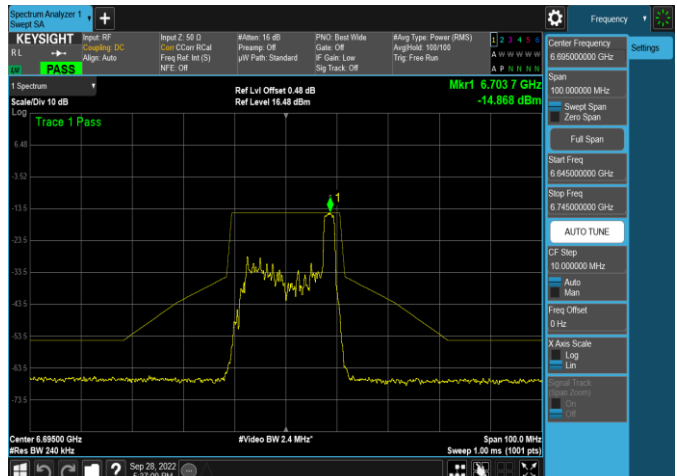 Spectrum Analyzer 1
Swept SA
+
Frequency
KEYSIGHT
RL
LV
PASS
Input: RF
Coupling: DC
Align: Auto
Input Z: 50 Ω
Corr CCorr RCal
Freq Ref: Int (S)
NFE: Off
#Atten: 16 dB
Preamp: Off
µW Path: Standard
PNO: Best Wide
Gate: Off
IF Gain: Low
Sig Track: Off
#Avg Type: Power (RMS)
Avg|Hold: 100/100
Trig: Free Run
1 2 3 4 5 6
A W W W W W
A P N N N N
1 Spectrum
Scale/Div 10 dB
Ref Lvl Offset 0.48 dB
Ref Level 16.48 dBm
Mkr1 6.703 7 GHz
-14.868 dBm
Log
Trace 1 Pass
6.48
-3.52
-13.5
-23.5
-33.5
-43.5
-53.5
-63.5
-73.5
1
Center 6.69500 GHz
#Res BW 240 kHz
#Video BW 2.4 MHz*
Span 100.0 MHz
Sweep 1.00 ms (1001 pts)
Sep 28, 2022
Center Frequency
6.695000000 GHz
Span
100.000000 MHz
Swept Span
Zero Span
Full Span
Start Freq
6.645000000 GHz
Stop Freq
6.745000000 GHz
AUTO TUNE
CF Step
10.000000 MHz
Auto
Man
Freq Offset
0 Hz
X Axis Scale
Log
Lin
Signal Track
(Span Zoom)
On
Off
Settings